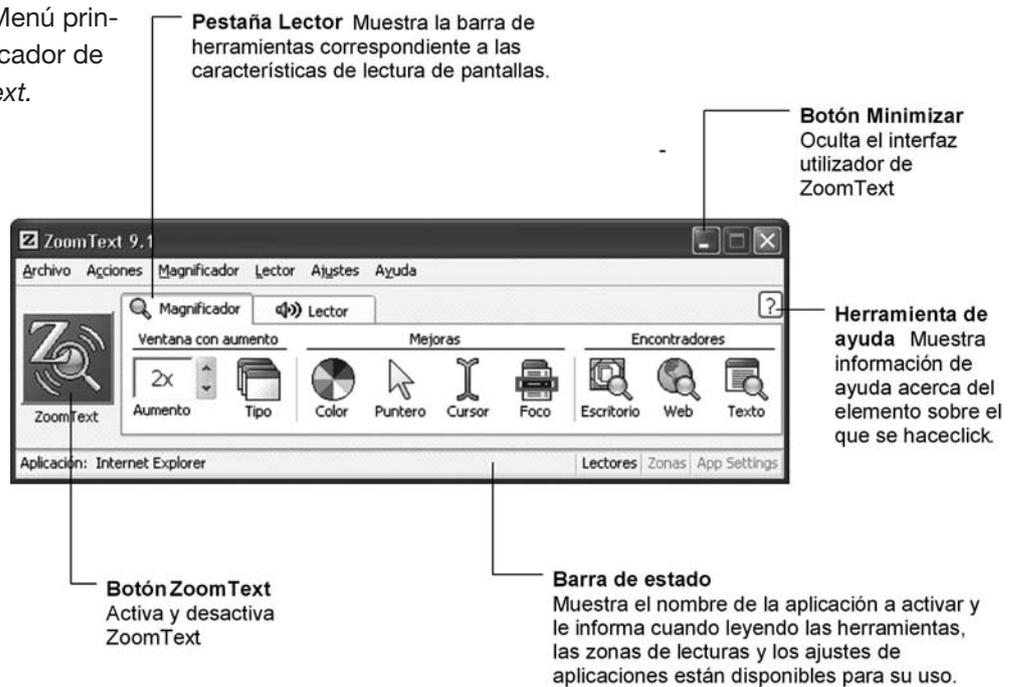 Menú prin-
cador de
ext.
Pestaña Lector Muestra la barra de
herramientas correspondiente a las
características de lectura de pantallas.
Botón Minimizar
Oculta el interfaz
utilizador de
ZoomText
-
ZoomText 9.1
Archivo Acciones Magnificador Lector Ajustes Ayuda
Magnificador Lector
?
Ventana con aumento Mejoras Encontradores
2x
Aumento Tipo Color Puntero Cursor Foco Escritorio Web Texto
ZoomText
Aplicación: Internet Explorer Lectores Zonas App Settings
Herramienta de
ayuda Muestra
información de
ayuda acerca del
elemento sobre el
que se haceclick.
Botón ZoomText
Activa y desactiva
ZoomText
Barra de estado
Muestra el nombre de la aplicación a activar y
le informa cuando leyendo las herramientas,
las zonas de lecturas y los ajustes de
aplicaciones están disponibles para su uso.